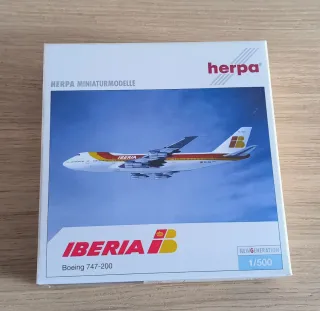 herpa
HERPA MINIATURMODELLE
IBERIA
IBERIA
Boeing 747-200
1/500